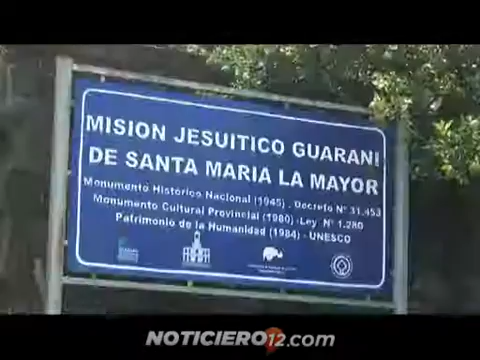 MISION JESUITICO GUARANI
DE SANTA MARIA LA MAYOR
Monumento Histórico Nacional (1945) . Decreto N° 31.453
Monumento Cultural Provincial (1980) -Ley N° 1.280
Patrimonio de la Humanidad (1984) - UNESCO
NOTICIERO12.com